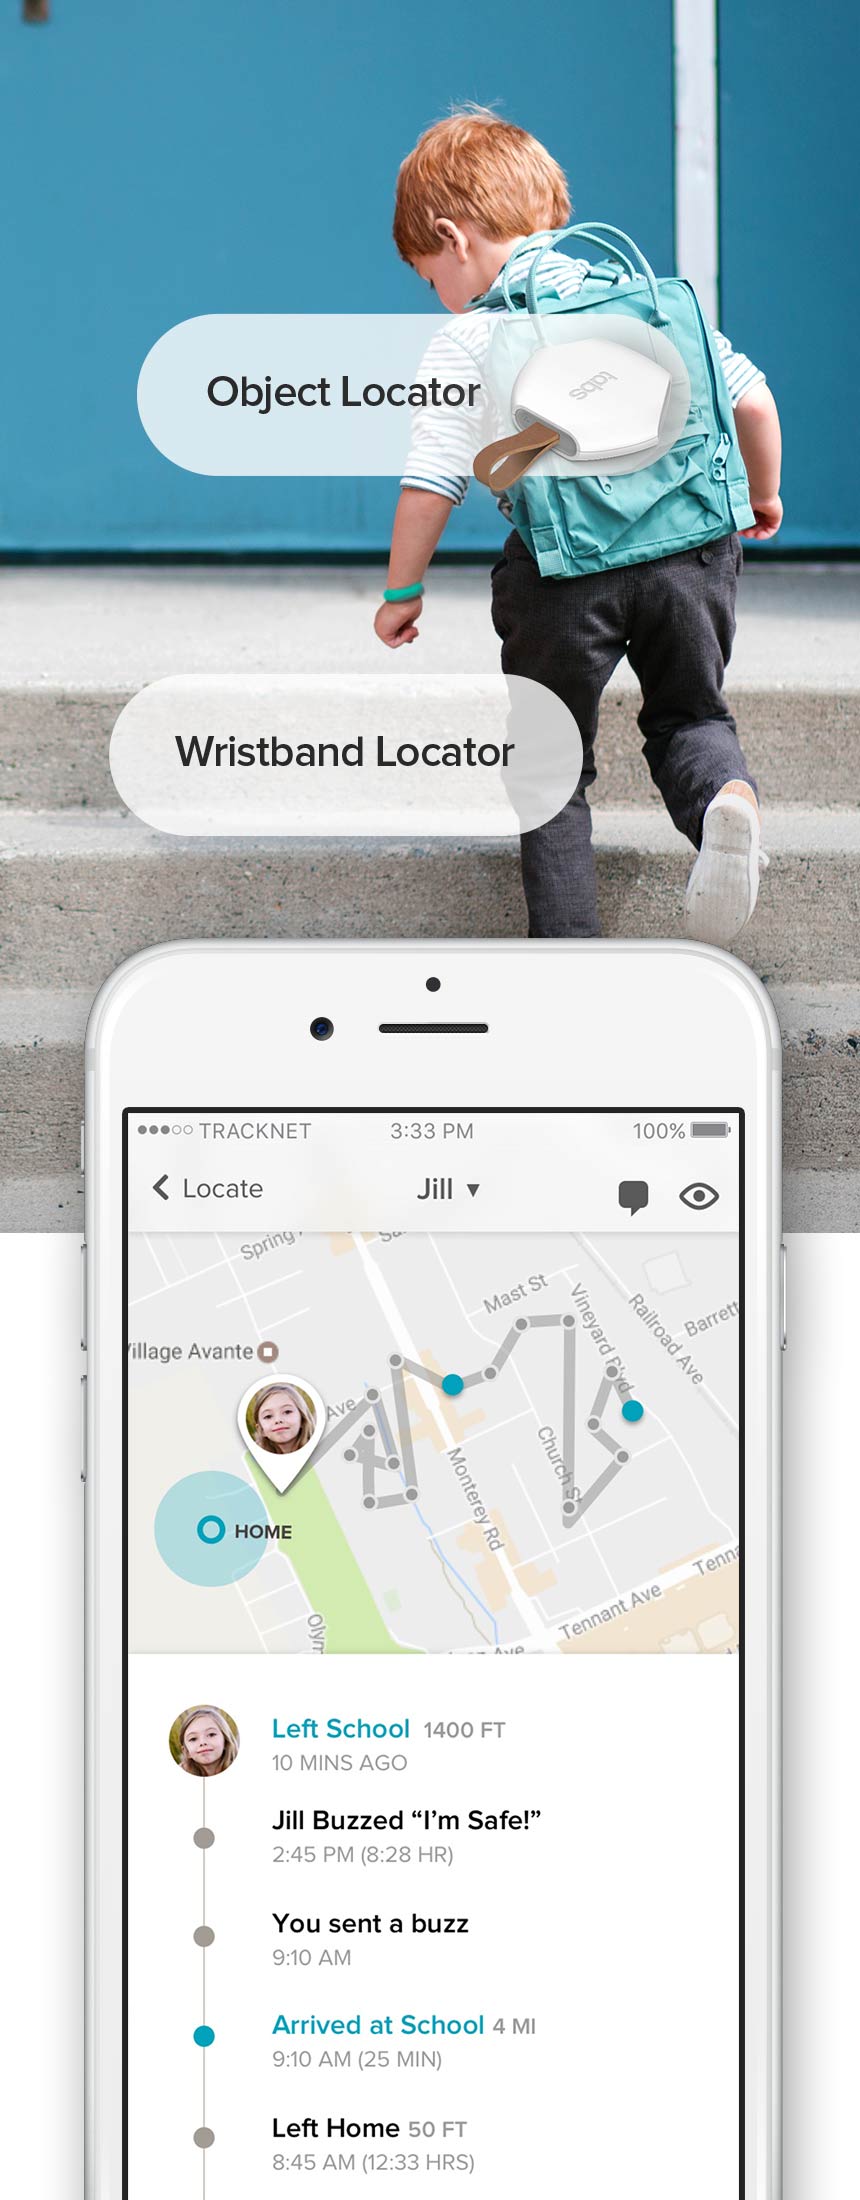 Object Locator
tabs
Wristband Locator
TRACKNET 3:33 PM 100%
Locate Jill ▼
Spring
Mast St
Vineyard Blvd
Railroad Ave
Barrett
Village Avante
Ave
Church St
Monterey Rd
HOME
Tennant Ave
Tenna
Olym
Ave
Left School 1400 FT
10 MINS AGO
Jill Buzzed “I’m Safe!”
2:45 PM (8:28 HR)
You sent a buzz
9:10 AM
Arrived at School 4 MI
9:10 AM (25 MIN)
Left Home 50 FT
8:45 AM (12:33 HRS)